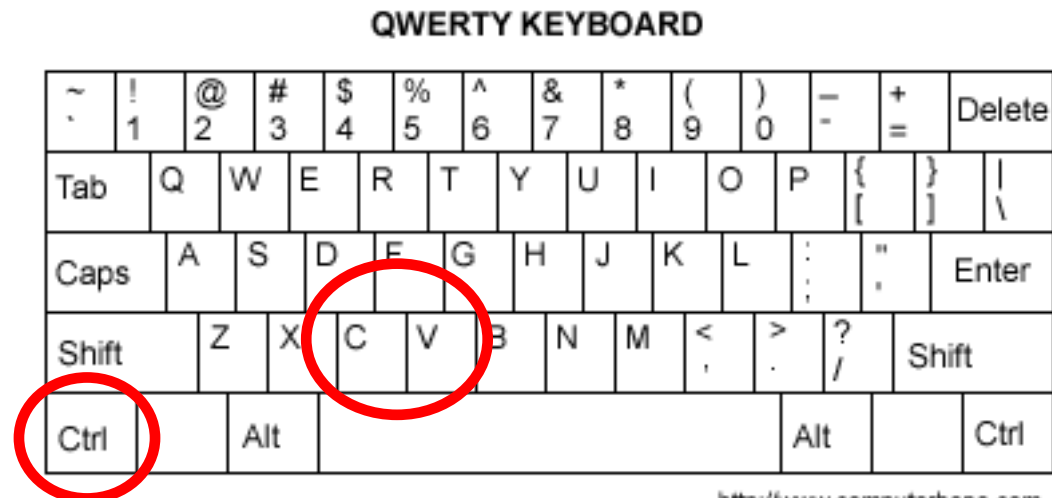 QWERTY KEYBOARD
~ ! @ # $ % ^ & * ( ) _ + Delete
` 1 2 3 4 5 6 7 8 9 0 - =
Tab Q W E R T Y U I O P { } |
[ ] \
Caps A S D F G H J K L : " Enter
; '
Shift Z X C V B N M < > ? Shift
, . /
Ctrl Alt Alt Ctrl